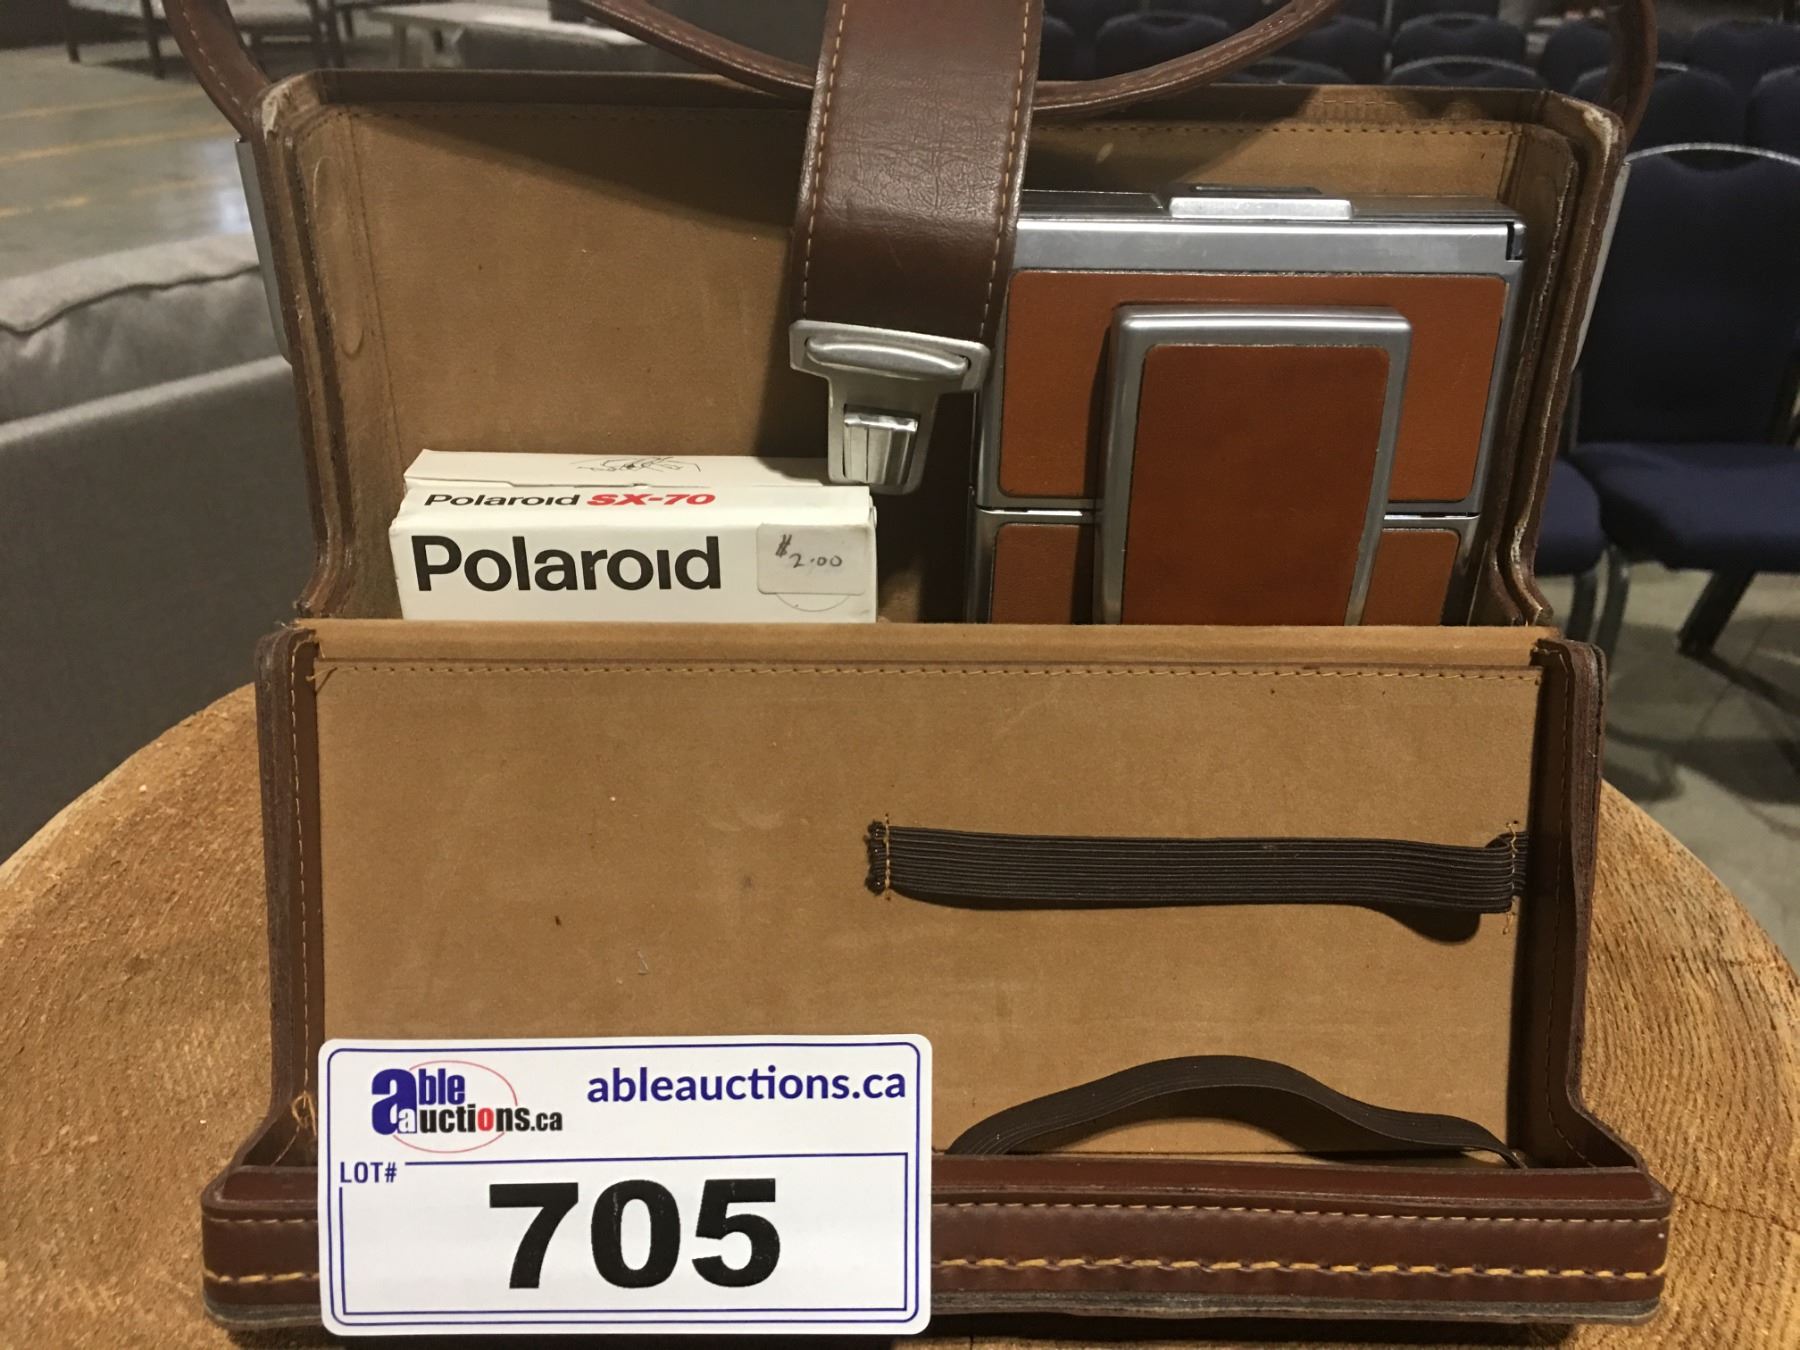 Polaroid SX-70
Polaroid
$2.00
able auctions.ca
ableauctions.ca
LOT#
705